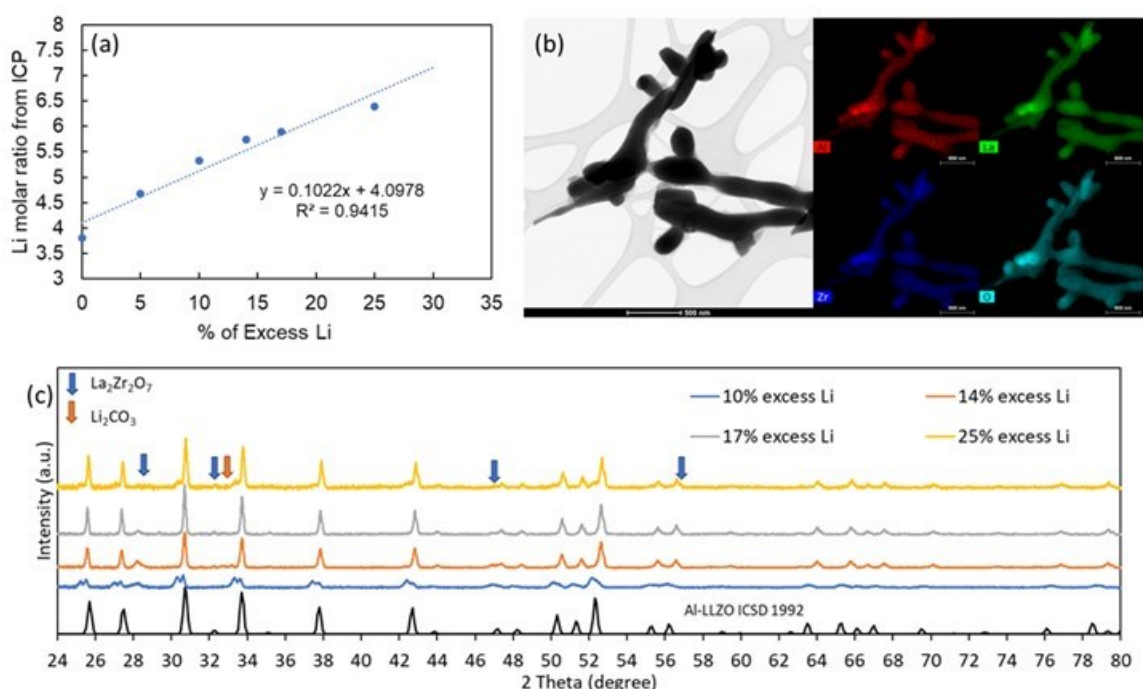 (a)
8
7.5
7
6.5
6
5.5
5
4.5
4
3.5
3
Li molar ratio from ICP
y = 0.1022x + 4.0978
R² = 0.9415
0 5 10 15 20 25 30 35
% of Excess Li
(b)
500 nm
Al
La
Zr
O
(c)
La₂Zr₂O₇
Li₂CO₃
10% excess Li
14% excess Li
17% excess Li
25% excess Li
Intensity (a.u.)
Al-LLZO ICSD 1992
24 26 28 30 32 34 36 38 40 42 44 46 48 50 52 54 56 58 60 62 64 66 68 70 72 74 76 78 80
2 Theta (degree)